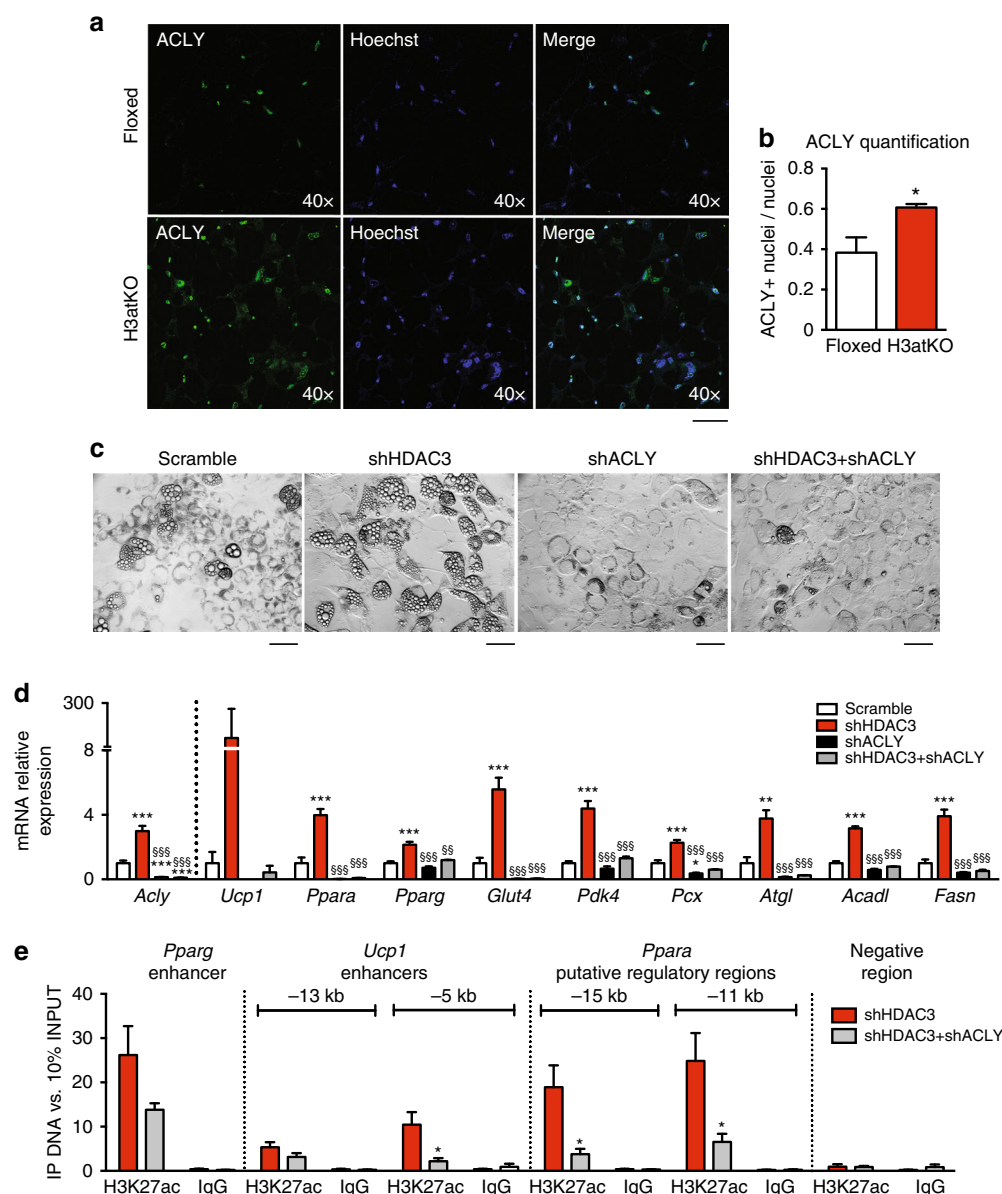 a
ACLY Hoechst Merge
Floxed
40× 40× 40×
ACLY Hoechst Merge
H3atKO
40× 40× 40×
b
ACLY quantification
ACLY+ nuclei / nuclei
0.8
0.6
0.4
0.2
0
*
Floxed H3atKO
c
Scramble shHDAC3 shACLY shHDAC3+shACLY
d
mRNA relative
expression
300
8
4
0
Scramble
shHDAC3
shACLY
shHDAC3+shACLY
*** §§§ *** §§§ ***
*** §§§ §§§
*** §§§ §§
*** §§§ §§§
*** §§§ §§§
*** §§§ * §§§
** §§§ §§§
*** §§§ §§§
*** §§§ §§§
Acly Ucp1 Ppara Pparg Glut4 Pdk4 Pcx Atgl Acadl Fasn
e
Pparg
enhancer
Ucp1
enhancers
Ppara
putative regulatory regions
Negative
region
–13 kb –5 kb –15 kb –11 kb
shHDAC3
shHDAC3+shACLY
IP DNA vs. 10% INPUT
40
30
20
10
0
* * *
H3K27ac IgG H3K27ac IgG H3K27ac IgG H3K27ac IgG H3K27ac IgG H3K27ac IgG